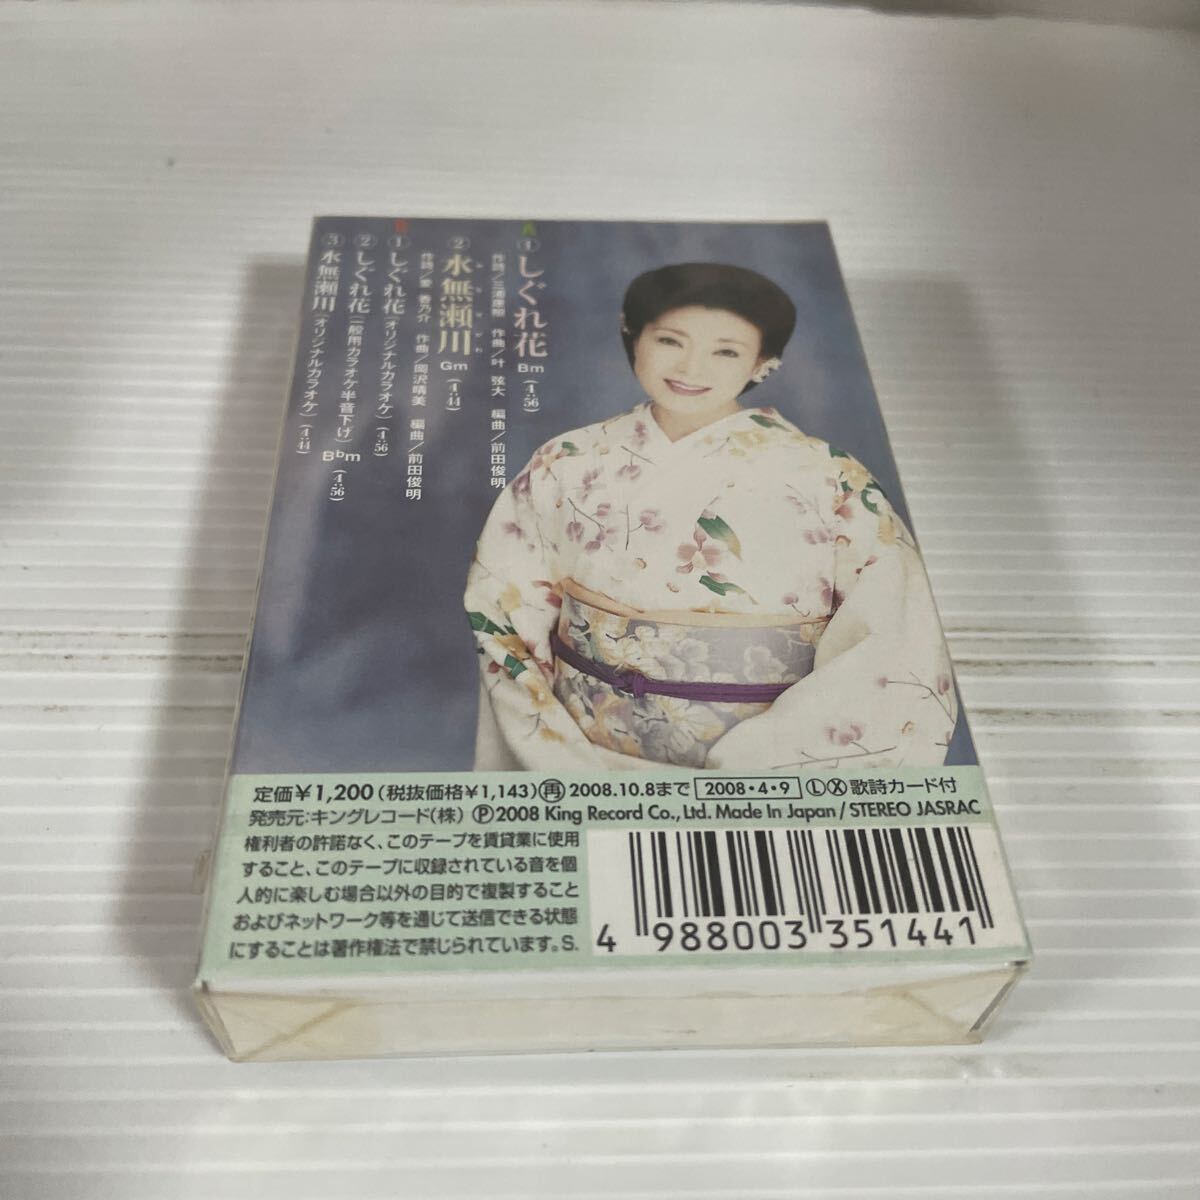 A
①しぐれ花 Bm (4:56)
作詞／三浦康照 作曲／叶 弦大 編曲／前田俊明
②水無瀬川 Gm (4:44)
みなせがわ
作曲／岡沢晴美 編曲／前田俊明
B
①しぐれ花(オリジナルカラオケ)(4:56)
②しぐれ花(一般用カラオケ半音下げ) B♭m (4:56)
③水無瀬川(オリジナルカラオケ)(4:44)
定価¥1,200(税抜価格¥1,143)再2008.10.8まで 2008・4・9 ⓁⓍ歌詩カード付
発売元:キングレコード(株) Ⓟ2008 King Record Co., Ltd. Made In Japan/STEREO JASRAC
権利者の許諾なく、このテープを賃貸業に使用
すること、このテープに収録されている音を個
人的に楽しむ場合以外の目的で複製すること
およびネットワーク等を通じて送信できる状態
にすることは著作権法で禁じられています。S.
4 988003 351441